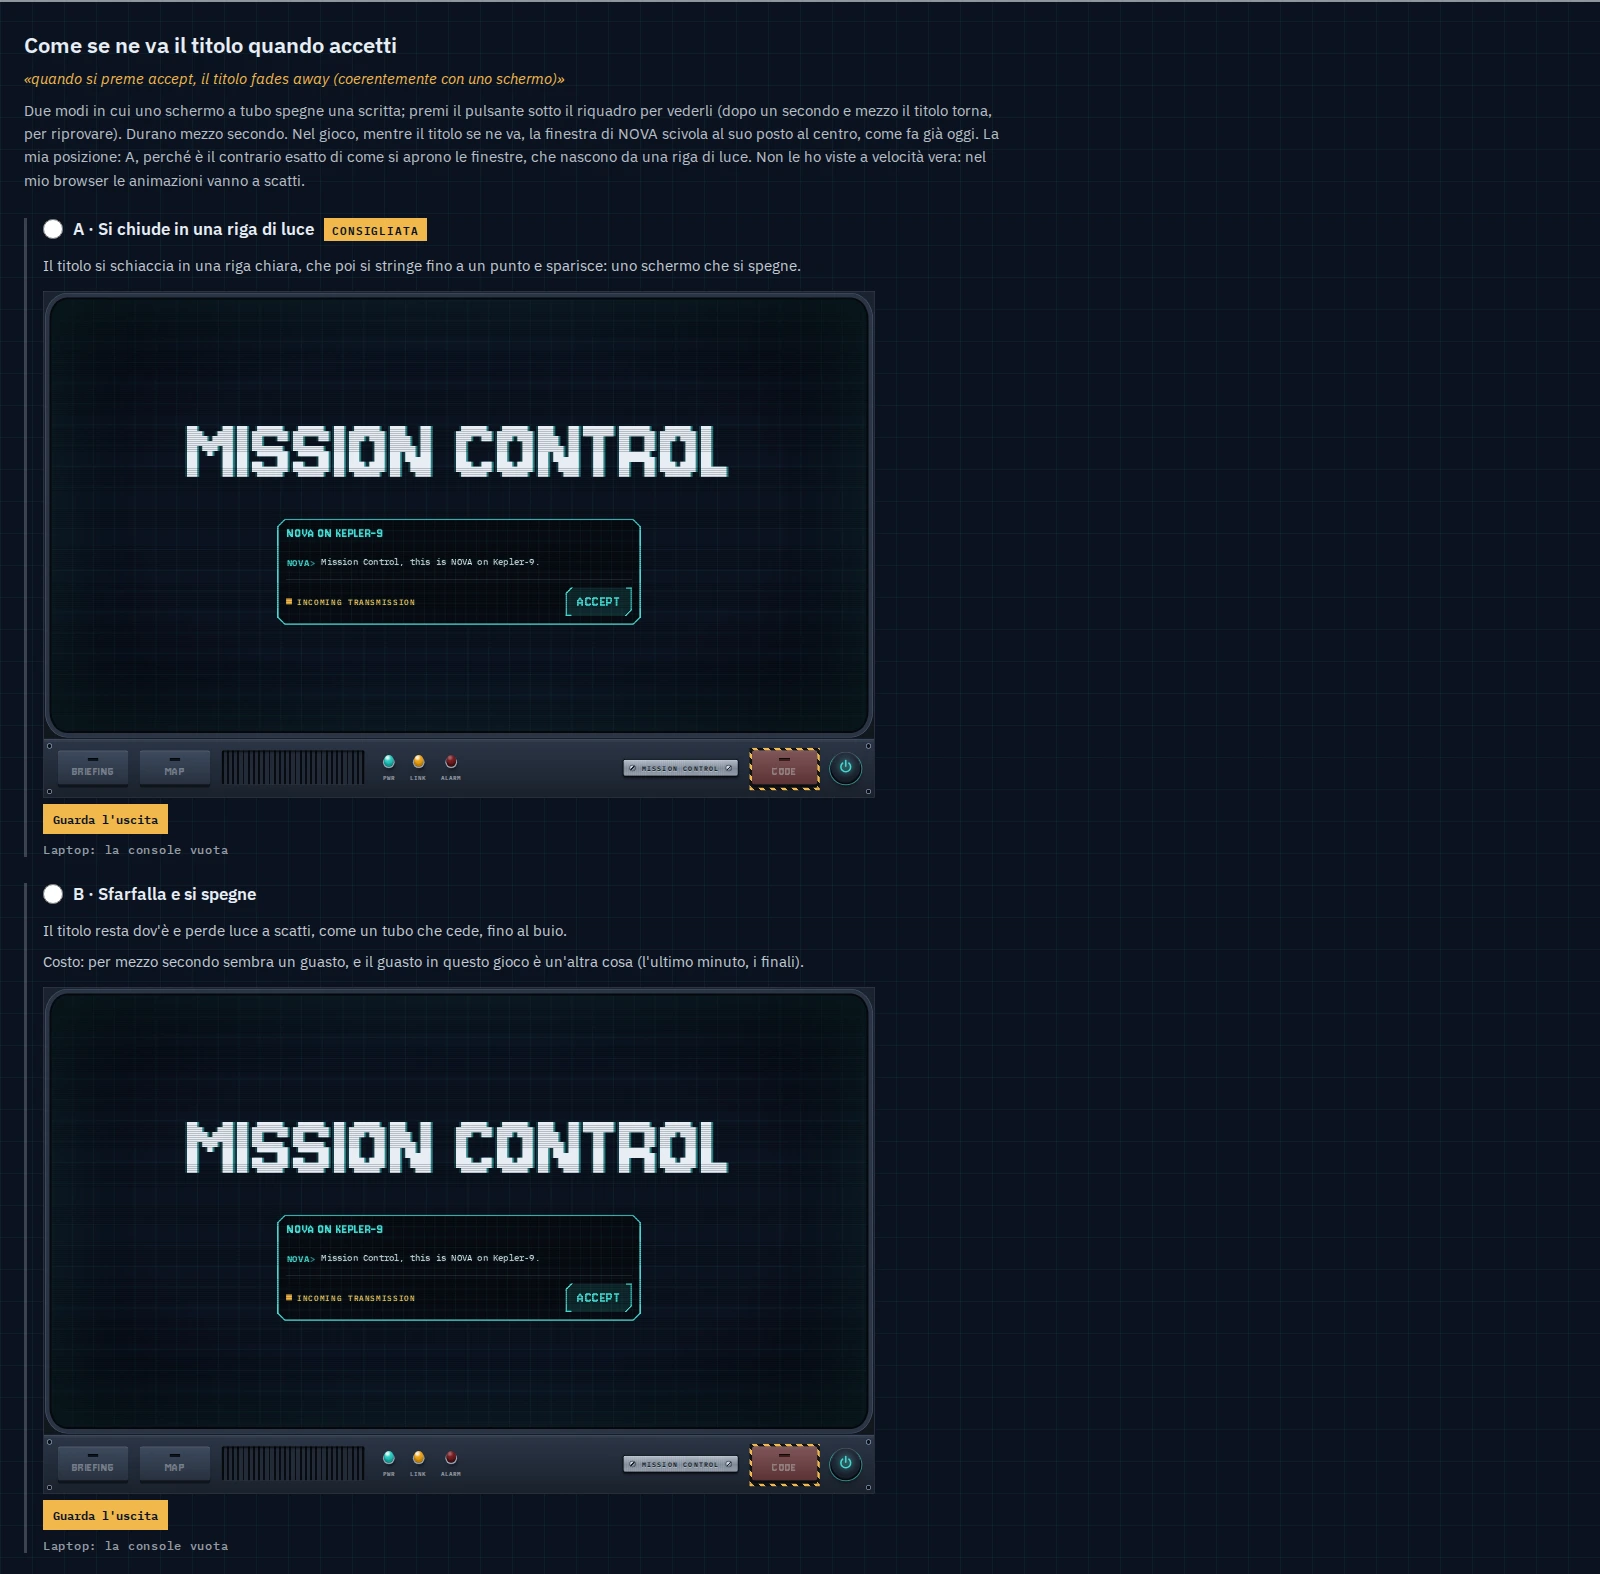 Come se ne va il titolo quando accetti
«quando si preme accept, il titolo fades away (coerentemente con uno schermo)»
Due modi in cui uno schermo a tubo spegne una scritta; premi il pulsante sotto il riquadro per vederli (dopo un secondo e mezzo il titolo torna,
per riprovare). Durano mezzo secondo. Nel gioco, mentre il titolo se ne va, la finestra di NOVA scivola al suo posto al centro, come fa già oggi. La
mia posizione: A, perché è il contrario esatto di come si aprono le finestre, che nascono da una riga di luce. Non le ho viste a velocità vera: nel
mio browser le animazioni vanno a scatti.
A · Si chiude in una riga di luce CONSIGLIATA
Il titolo si schiaccia in una riga chiara, che poi si stringe fino a un punto e sparisce: uno schermo che si spegne.
MISSION CONTROL
NOVA ON KEPLER-9
NOVA> Mission Control, this is NOVA on Kepler-9.
INCOMING TRANSMISSION ACCEPT
BRIEFING MAP PWR LINK ALARM MISSION CONTROL CODE
Guarda l'uscita
Laptop: la console vuota
B · Sfarfalla e si spegne
Il titolo resta dov'è e perde luce a scatti, come un tubo che cede, fino al buio.
Costo: per mezzo secondo sembra un guasto, e il guasto in questo gioco è un'altra cosa (l'ultimo minuto, i finali).
MISSION CONTROL
NOVA ON KEPLER-9
NOVA> Mission Control, this is NOVA on Kepler-9.
INCOMING TRANSMISSION ACCEPT
BRIEFING MAP PWR LINK ALARM MISSION CONTROL CODE
Guarda l'uscita
Laptop: la console vuota